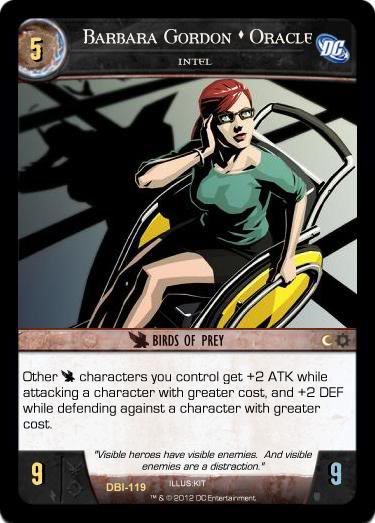 5
BARBARA GORDON ♦ ORACLE
DC
INTEL
BIRDS OF PREY
Other characters you control get +2 ATK while
attacking a character with greater cost, and +2 DEF
while defending against a character with greater
cost.
"Visible heroes have visible enemies. And visible
enemies are a distraction."
9
DBI-119
ILLUS:KIT
™ & © 2012 DC Entertainment
9